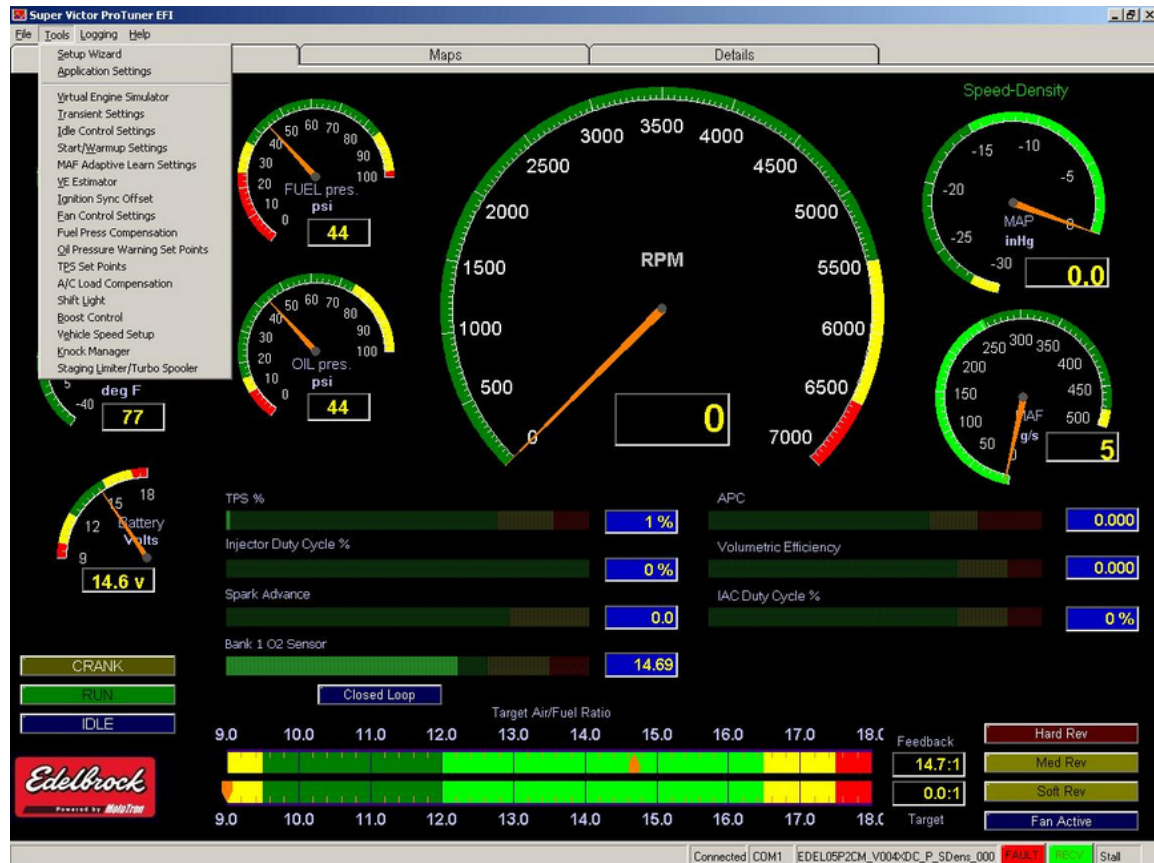 Super Victor ProTuner EFI
File Tools Logging Help
Maps Details
Setup Wizard
Application Settings
Virtual Engine Simulator
Transient Settings
Idle Control Settings
Start/Warmup Settings
MAF Adaptive Learn Settings
VE Estimator
Ignition Sync Offset
Fan Control Settings
Fuel Press Compensation
Oil Pressure Warning Set Points
TPS Set Points
A/C Load Compensation
Shift Light
Boost Control
Vehicle Speed Setup
Knock Manager
Staging Limiter/Turbo Spooler
5
-40
deg F
77
0 10 20 30 40 50 60 70 80 90 100
FUEL pres.
psi
44
0 10 20 30 40 50 60 70 80 90 100
OIL pres.
psi
44
0 500 1000 1500 2000 2500 3000 3500 4000 4500 5000 5500 6000 6500 7000
RPM
0
Speed-Density
-30 -25 -20 -15 -10 -5 0
MAP
inHg
0.0
0 50 100 150 200 250 300 350 400 450 500
MAF
g/s
5
9 12 15 18
Battery
Volts
14.6 v
TPS %
1 %
Injector Duty Cycle %
0 %
Spark Advance
0.0
Bank 1 O2 Sensor
14.69
APC
0.000
Volumetric Efficiency
0.000
IAC Duty Cycle %
0 %
CRANK
RUN
IDLE
Closed Loop
Target Air/Fuel Ratio
9.0 10.0 11.0 12.0 13.0 14.0 15.0 16.0 17.0 18.0
Feedback
14.7:1
0.0:1
Target
9.0 10.0 11.0 12.0 13.0 14.0 15.0 16.0 17.0 18.0
Hard Rev
Med Rev
Soft Rev
Fan Active
Edelbrock
Powered by MotoTron
Connected COM1 EDEL05P2CM_V004XDC_P_SDens_000 FAULT RECV Stall